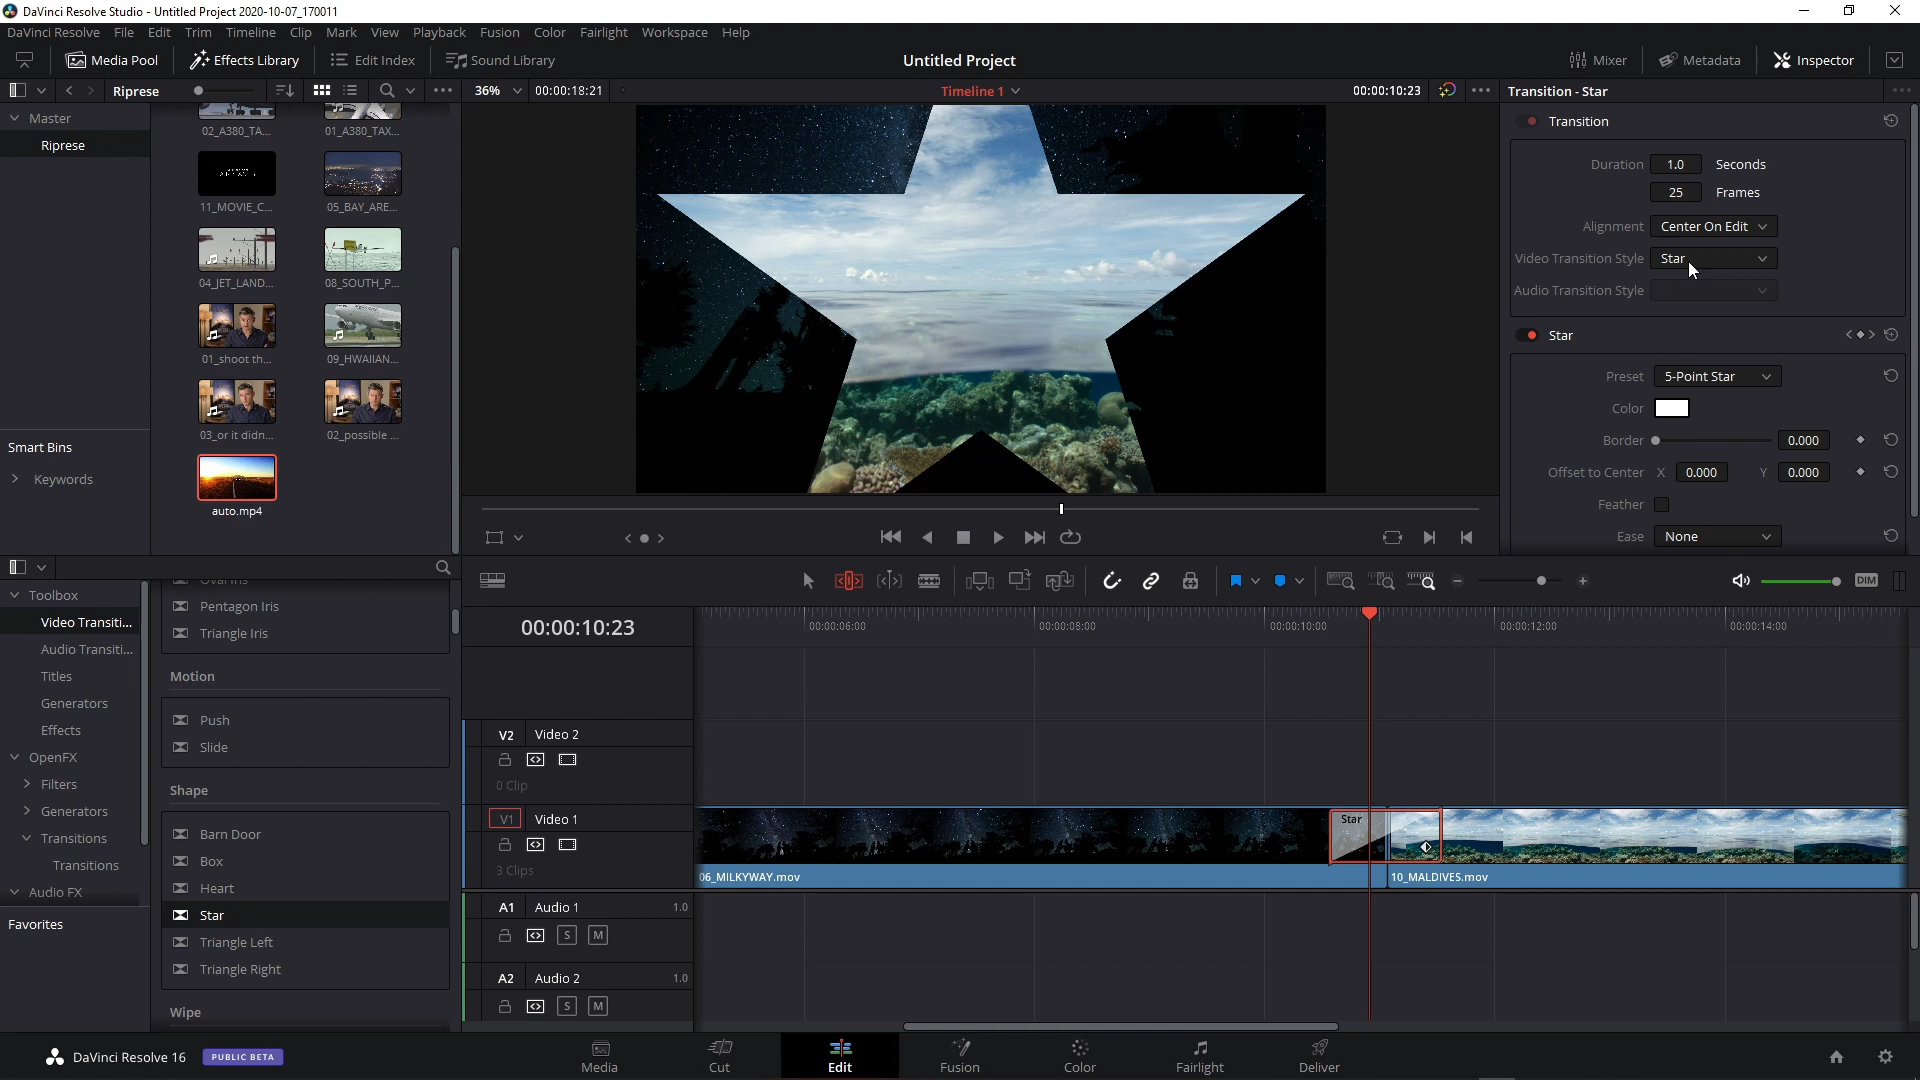 DaVinci Resolve Studio - Untitled Project 2020-10-07_170011
DaVinci Resolve File Edit Trim Timeline Clip Mark View Playback Fusion Color Fairlight Workspace Help
Media Pool Effects Library Edit Index Sound Library Untitled Project Mixer Metadata Inspector
Riprese 36% 00:00:18:21 Timeline 1 00:00:10:23 Transition - Star
Master
Riprese
02_A380_TA... 01_A380_TAX...
11_MOVIE_C... 05_BAY_ARE...
04_JET_LAND... 08_SOUTH_P...
01_shoot th... 09_HWAIIAN...
03_or it didn... 02_possible ...
auto.mp4
Smart Bins
Keywords
Transition
Duration 1.0 Seconds
25 Frames
Alignment Center On Edit
Video Transition Style Star
Audio Transition Style
Star
Preset 5-Point Star
Color
Border 0.000
Offset to Center X 0.000 Y 0.000
Feather
Ease None
Toolbox
Video Transiti...
Audio Transiti...
Titles
Generators
Effects
OpenFX
Filters
Generators
Transitions
Transitions
Audio FX
Favorites
Pentagon Iris
Triangle Iris
Motion
Push
Slide
Shape
Barn Door
Box
Heart
Star
Triangle Left
Triangle Right
Wipe
DIM
00:00:10:23
00:00:06:00 00:00:08:00 00:00:10:00 00:00:12:00 00:00:14:00
V2 Video 2
0 Clip
V1 Video 1
3 Clips
Star
06_MILKYWAY.mov 10_MALDIVES.mov
A1 Audio 1 1.0
S M
A2 Audio 2 1.0
S M
DaVinci Resolve 16 PUBLIC BETA
Media Cut Edit Fusion Color Fairlight Deliver